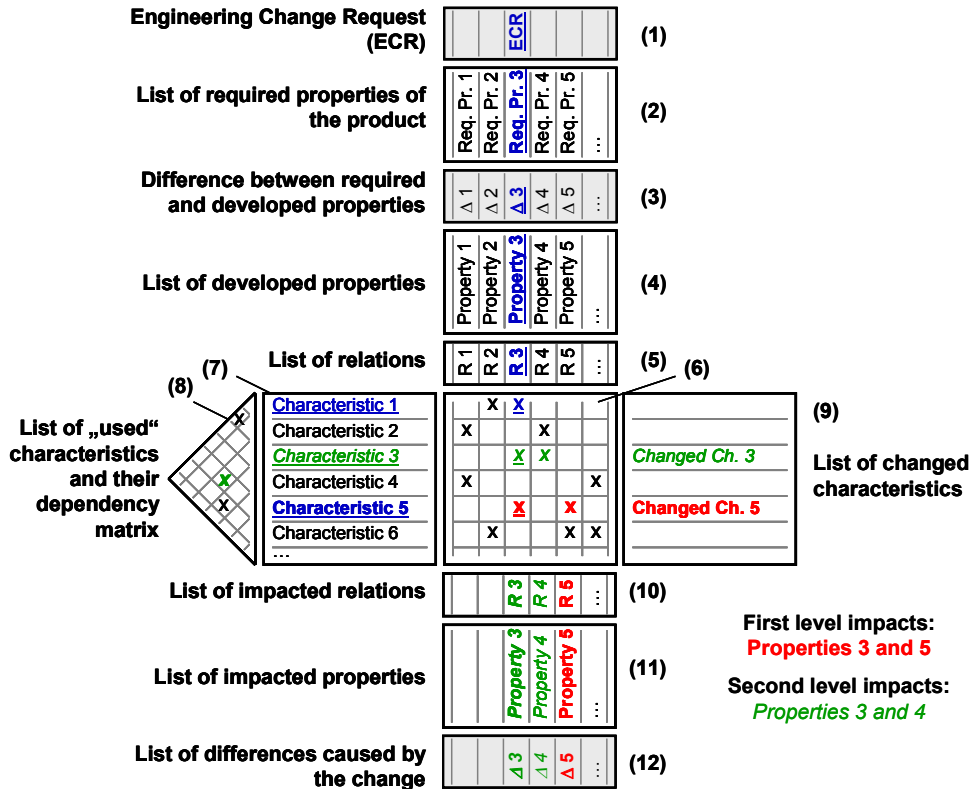 Engineering Change Request
(ECR)
ECR
(1)
List of required properties of
the product
Req. Pr. 1
Req. Pr. 2
Req. Pr. 3
Req. Pr. 4
Req. Pr. 5
...
(2)
Difference between required
and developed properties
Δ 1
Δ 2
Δ 3
Δ 4
Δ 5
...
(3)
List of developed properties
Property 1
Property 2
Property 3
Property 4
Property 5
...
(4)
List of relations
R 1
R 2
R 3
R 4
R 5
...
(5)
(6)
(7)
(8)
List of „used“
characteristics
and their
dependency
matrix
x
x
x
Characteristic 1
x x
Characteristic 2
x x
Characteristic 3
x x
Changed Ch. 3
Characteristic 4
x x
Characteristic 5
x x
Changed Ch. 5
Characteristic 6
x x x
...
(9)
List of changed
characteristics
List of impacted relations
R 3
R 4
R 5
...
(10)
List of impacted properties
Property 3
Property 4
Property 5
...
(11)
First level impacts:
Properties 3 and 5
Second level impacts:
Properties 3 and 4
List of differences caused by
the change
Δ 3
Δ 4
Δ 5
...
(12)